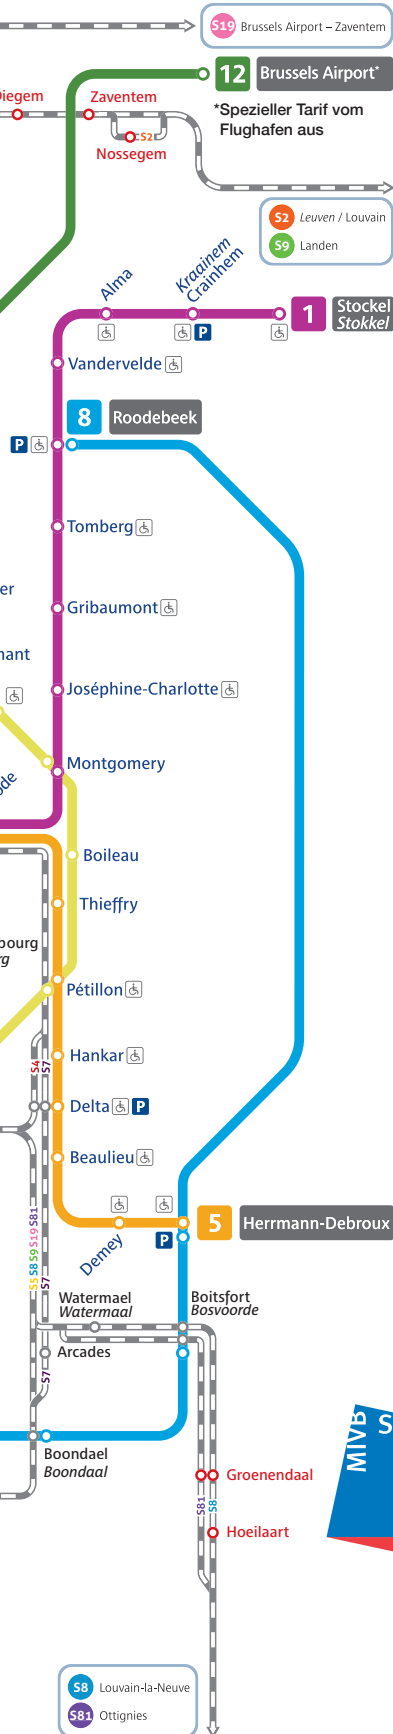 S19 Brussels Airport – Zaventem
12 Brussels Airport*
Zaventem
*Spezieller Tarif vom
Flughafen aus
S2
Nossegem
S2 Leuven / Louvain
S9 Landen
Alma
Kraainem
Crainhem
P
1 Stockel
Stokkel
Vandervelde
8 Roodebeek
P
Tomberg
Gribaumont
Joséphine-Charlotte
Montgomery
Boileau
Thieffry
Pétillon
Hankar
S4 S7
Delta P
Beaulieu
5 Herrmann-Debroux
P
Demey
S5 S8 S9 S19 S81
S7
Watermael
Watermaal
Boitsfort
Bosvoorde
Arcades
S7
Boondael
Boondaal
MIVB
S
Groenendaal
S81 S8
Hoeilaart
S8 Louvain-la-Neuve
S81 Ottignies